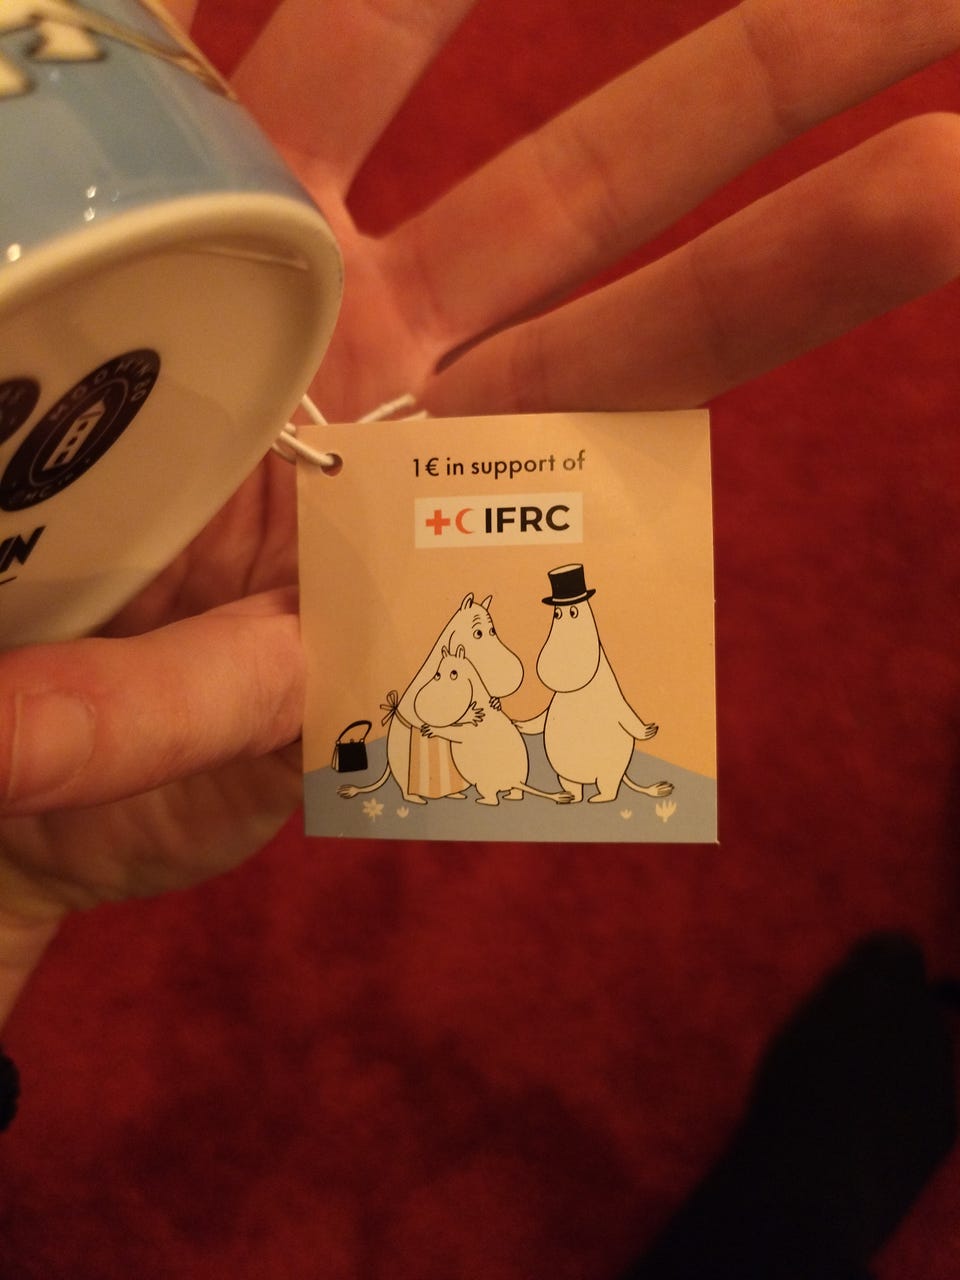 1€ in support of
IFRC